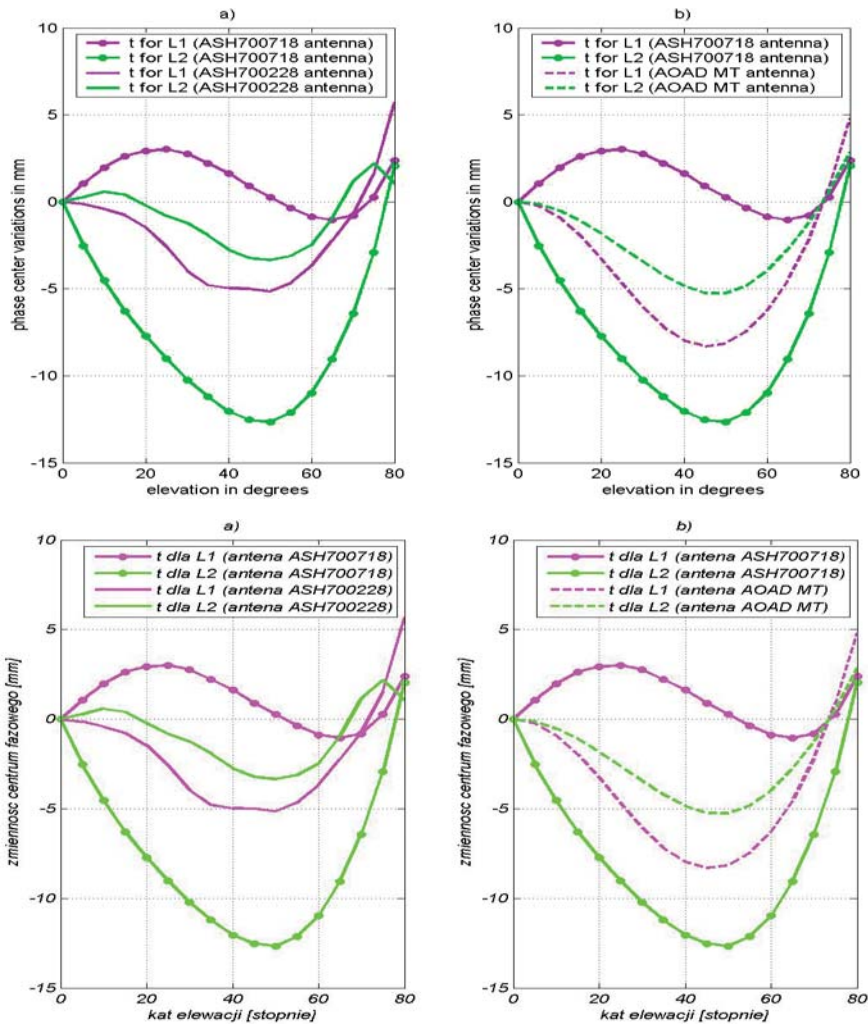 a)
t for L1 (ASH700718 antenna)
t for L2 (ASH700718 antenna)
t for L1 (ASH700228 antenna)
t for L2 (ASH700228 antenna)
10
5
0
-5
-10
-15
phase center variations in mm
0 20 40 60 80
elevation in degrees
b)
t for L1 (ASH700718 antenna)
t for L2 (ASH700718 antenna)
t for L1 (AOAD MT antenna)
t for L2 (AOAD MT antenna)
10
5
0
-5
-10
-15
phase center variations in mm
0 20 40 60 80
elevation in degrees
a)
t dla L1 (antena ASH700718)
t dla L2 (antena ASH700718)
t dla L1 (antena ASH700228)
t dla L2 (antena ASH700228)
10
5
0
-5
-10
-15
zmiennosc centrum fazowego [mm]
0 20 40 60 80
kat elewacji [stopnie]
b)
t dla L1 (antena ASH700718)
t dla L2 (antena ASH700718)
t dla L1 (antena AOAD MT)
t dla L2 (antena AOAD MT)
10
5
0
-5
-10
-15
zmiennosc centrum fazowego [mm]
0 20 40 60 80
kat elewacji [stopnie]